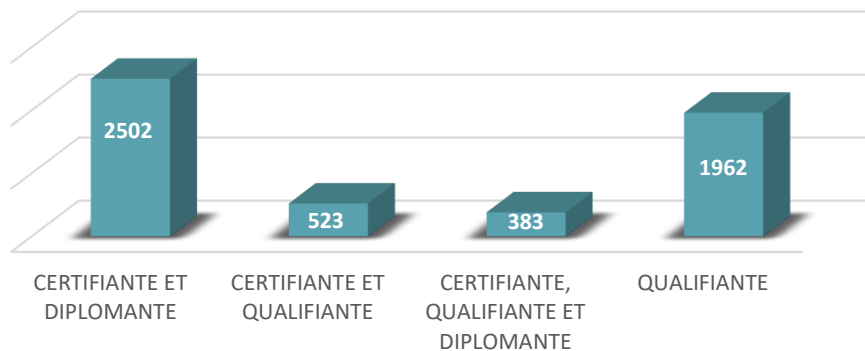 2502
523
383
1962
CERTIFIANTE ET
DIPLOMANTE
CERTIFIANTE ET
QUALIFIANTE
CERTIFIANTE,
QUALIFIANTE ET
DIPLOMANTE
QUALIFIANTE